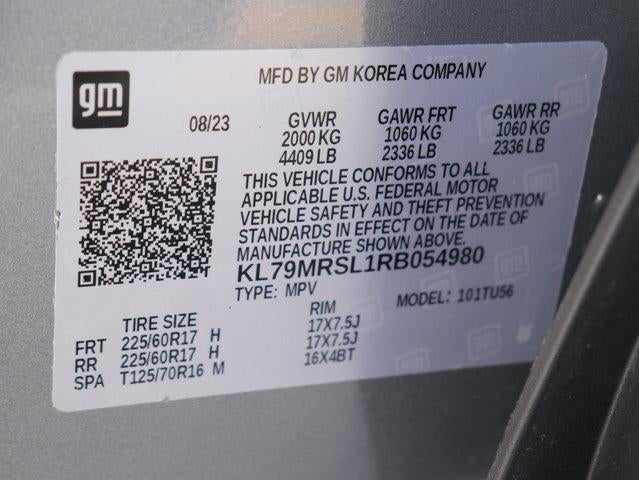 gm
MFD BY GM KOREA COMPANY
08/23
GVWR GAWR FRT GAWR RR
2000 KG 1060 KG 1060 KG
4409 LB 2336 LB 2336 LB
THIS VEHICLE CONFORMS TO ALL
APPLICABLE U.S. FEDERAL MOTOR
VEHICLE SAFETY AND THEFT PREVENTION
STANDARDS IN EFFECT ON THE DATE OF
MANUFACTURE SHOWN ABOVE.
KL79MRSL1RB054980
TYPE: MPV MODEL: 101TU56
TIRE SIZE RIM
FRT 225/60R17 H 17X7.5J
RR 225/60R17 H 17X7.5J
SPA T125/70R16 M 16X4BT